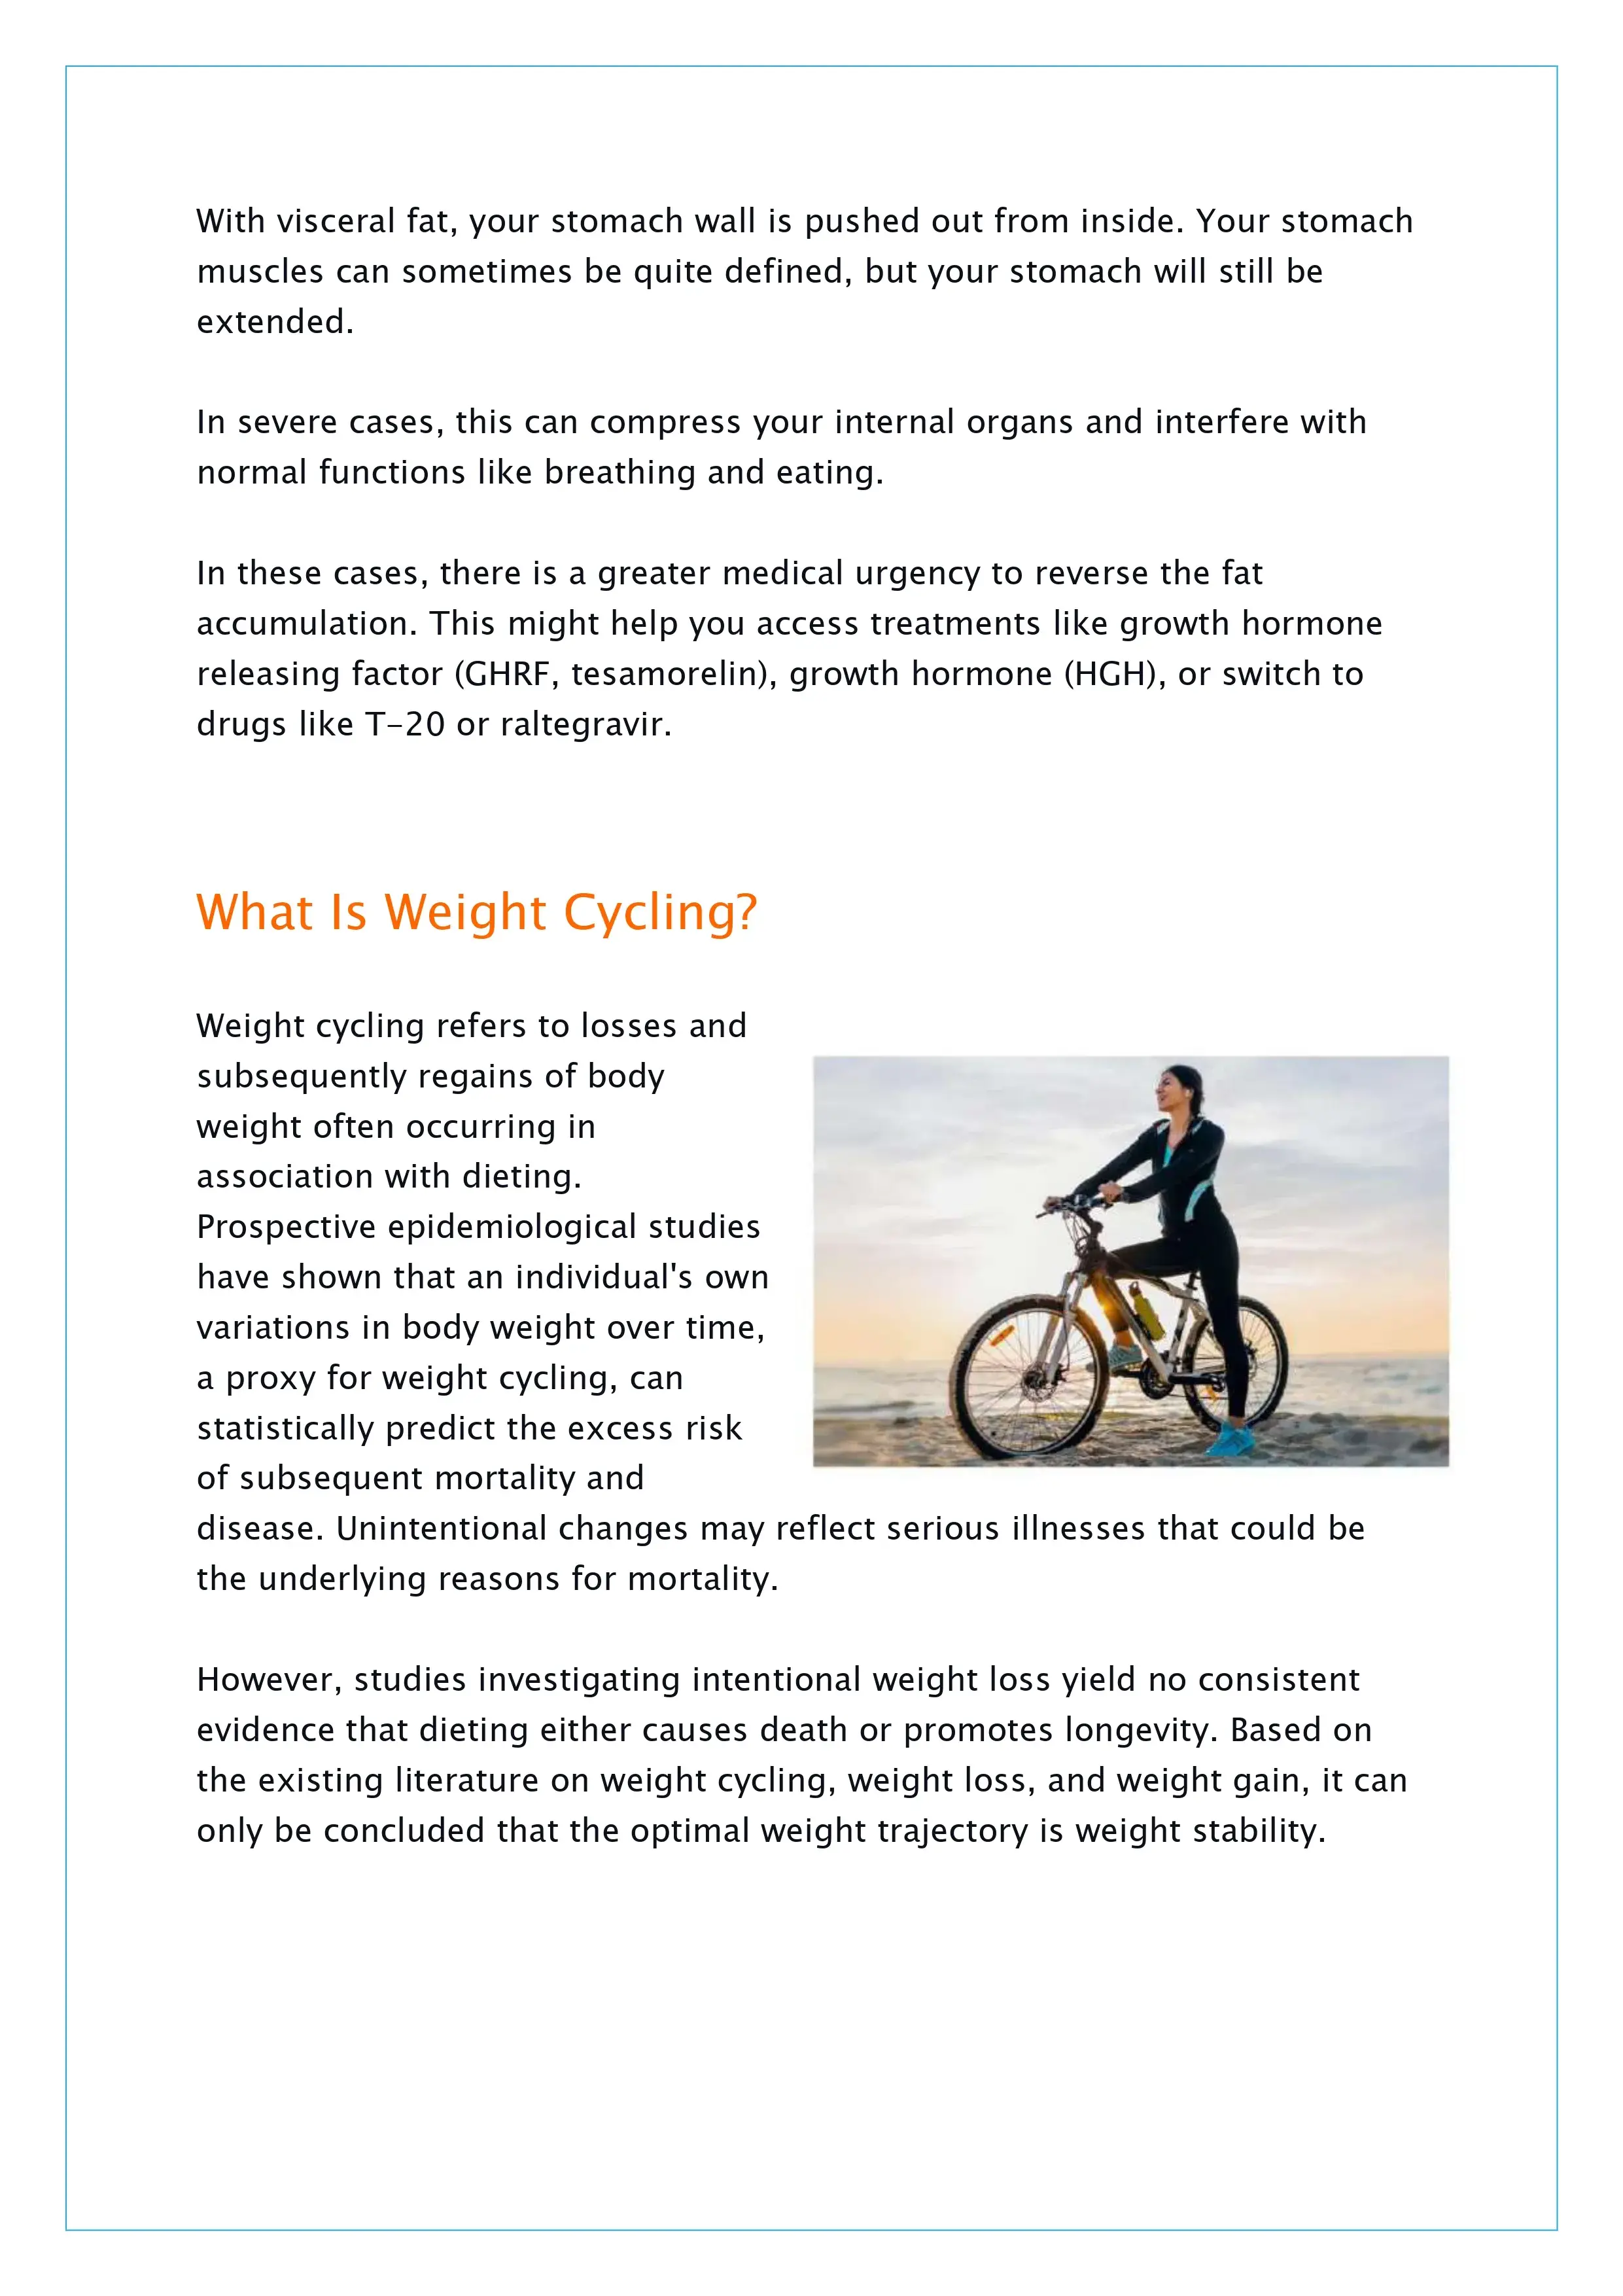 With visceral fat, your stomach wall is pushed out from inside. Your stomach
muscles can sometimes be quite defined, but your stomach will still be
extended.
In severe cases, this can compress your internal organs and interfere with
normal functions like breathing and eating.
In these cases, there is a greater medical urgency to reverse the fat
accumulation. This might help you access treatments like growth hormone
releasing factor (GHRF, tesamorelin), growth hormone (HGH), or switch to
drugs like T-20 or raltegravir.
What Is Weight Cycling?
Weight cycling refers to losses and
subsequently regains of body
weight often occurring in
association with dieting.
Prospective epidemiological studies
have shown that an individual's own
variations in body weight over time,
a proxy for weight cycling, can
statistically predict the excess risk
of subsequent mortality and
disease. Unintentional changes may reflect serious illnesses that could be
the underlying reasons for mortality.
However, studies investigating intentional weight loss yield no consistent
evidence that dieting either causes death or promotes longevity. Based on
the existing literature on weight cycling, weight loss, and weight gain, it can
only be concluded that the optimal weight trajectory is weight stability.